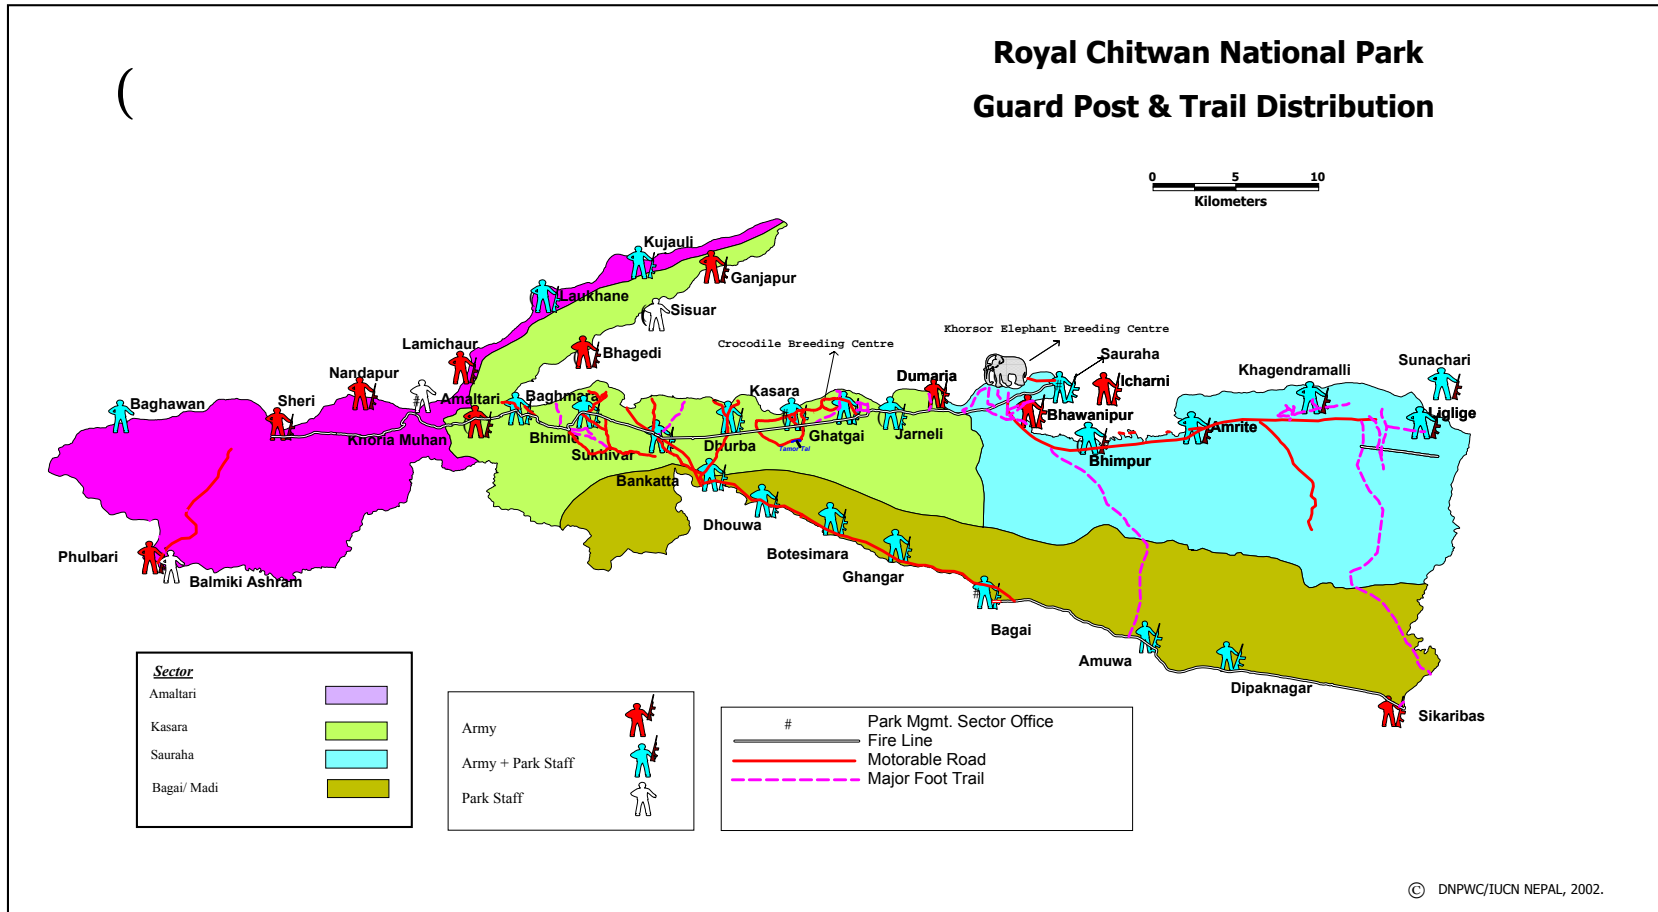 Royal Chitwan National Park
Guard Post & Trail Distribution
(
0 5 10
Kilometers
Kujauli
Ganjapur
Laukhane
Sisuar
Khorsor Elephant Breeding Centre
Crocodile Breeding Centre
Lamichaur
Bhagedi
Sauraha
Sunachari
Nandapur
Dumaria
Icharni
Khagendramalli
Baghawan
Sheri
Amaltari
Baghmara
Kasara
Bhawanipur
Liglige
Khoria Muhan
Bhimle
Sukhivar
Dhurba
Ghatgai
Jarneli
Amrite
Tamor Tal
Bhimpur
Bankatta
Dhouwa
Botesimara
Phulbari
Balmiki Ashram
Ghangar
#
#
#
#
Bagai
Amuwa
Dipaknagar
Sikaribas
Sector
Amaltari
Kasara
Sauraha
Bagai/ Madi
Army
Army + Park Staff
Park Staff
# Park Mgmt. Sector Office
Fire Line
Motorable Road
Major Foot Trail
© DNPWC/IUCN NEPAL, 2002.